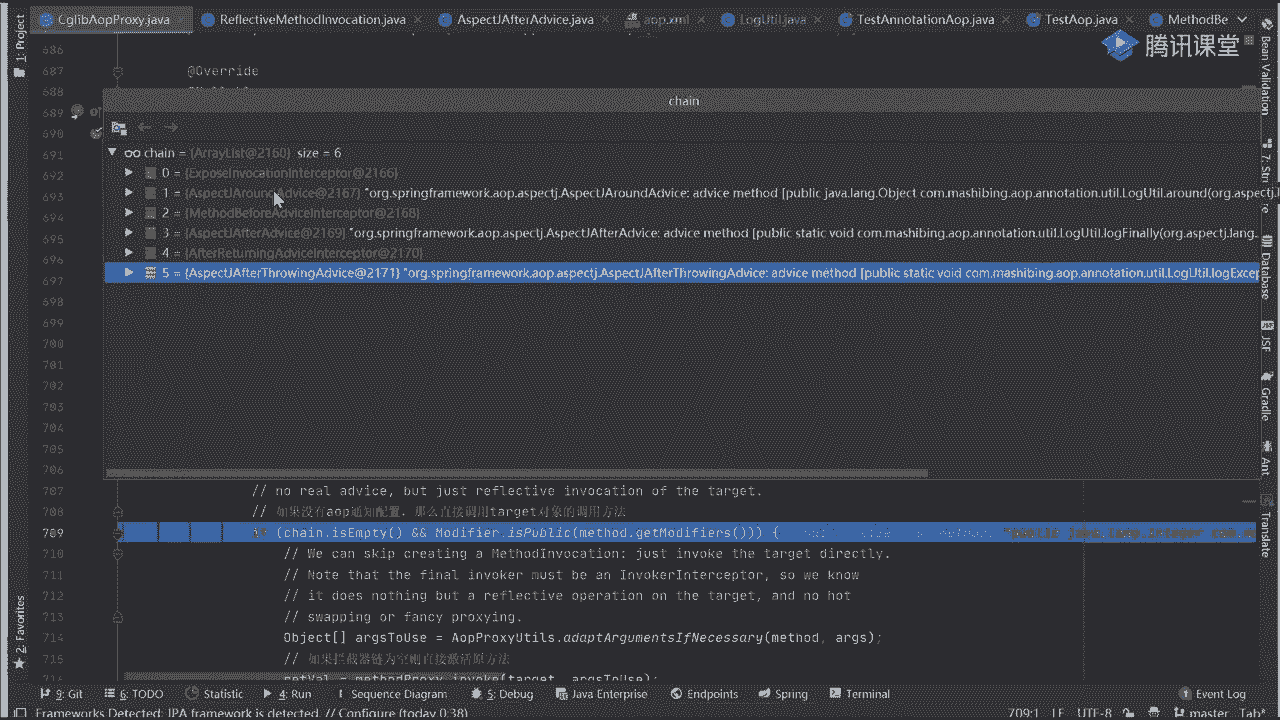 CglibAopProxy.java
ReflectiveMethodInvocation.java
AspectJAfterAdvice.java
app.xml
LogUtil.java
TestAnnotationAop.java
TestAop.java
MethodBe
腾讯课堂
1: Project
686
687 @Override
688
689
690
691
692
693
694
695
696
697
698
699
700
701
702
703
704
705
706
chain
chain = {ArrayList@2160} size = 6
0 = {ExposeInvocationInterceptor@2166}
1 = {AspectJAroundAdvice@2167} "org.springframework.aop.aspectj.AspectJAroundAdvice: advice method [public java.lang.Object com.mashibing.aop.annotation.util.LogUtil.around(org.aspectj.l
2 = {MethodBeforeAdviceInterceptor@2168}
3 = {AspectJAfterAdvice@2169} "org.springframework.aop.aspectj.AspectJAfterAdvice: advice method [public static void com.mashibing.aop.annotation.util.LogUtil.logFinally(org.aspectj.lang.
4 = {AfterReturningAdviceInterceptor@2170}
5 = {AspectJAfterThrowingAdvice@2171} "org.springframework.aop.aspectj.AspectJAfterThrowingAdvice: advice method [public static void com.mashibing.aop.annotation.util.LogUtil.logExcep
707 // no real advice, but just reflective invocation of the target.
708 // 如果没有aop通知配置，那么直接调用target对象的调用方法
709 if (chain.isEmpty() && Modifier.isPublic(method.getModifiers())) {
710 // We can skip creating a MethodInvocation: just invoke the target directly.
711 // Note that the final invoker must be an InvokerInterceptor, so we know
712 // it does nothing but a reflective operation on the target, and no hot
713 // swapping or fancy proxying.
714 Object[] argsToUse = AopProxyUtils.adaptArgumentsIfNecessary(method, args);
715 // 如果拦截器链为空则直接激活原方法
retVal = methodProxy.invoke(target, argsToUse);
2: Favorites
Bean Validation
Database
JSF
Gradle
Ant
Translate
9: Git
6: TODO
Statistic
4: Run
Sequence Diagram
5: Debug
Java Enterprise
Endpoints
Spring
Terminal
Event Log
Frameworks Detected: JPA framework is detected. // Configure (today 0:38)
709:1 LF UTF-8 master Tab*